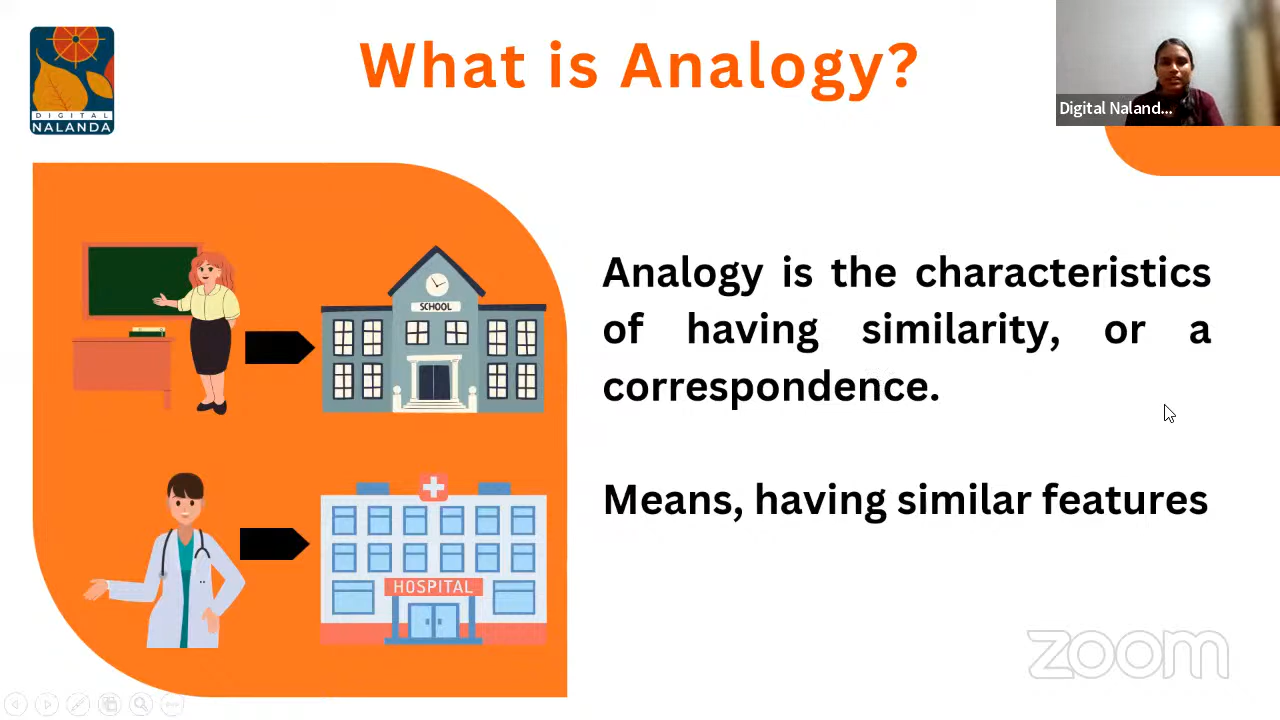 What is Analogy?
DIGITAL
NALANDA
Digital Naland...
SCHOOL
Analogy is the characteristics
of having similarity, or a
correspondence.
Means, having similar features
HOSPITAL
zoom